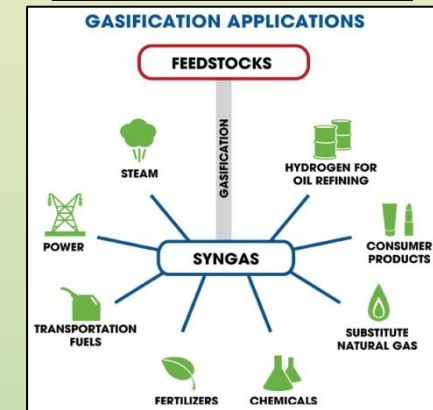 GASIFICATION APPLICATIONS
FEEDSTOCKS
GASIFICATION
STEAM
HYDROGEN FOR
OIL REFINING
POWER
SYNGAS
CONSUMER
PRODUCTS
TRANSPORTATION
FUELS
SUBSTITUTE
NATURAL GAS
FERTILIZERS
CHEMICALS